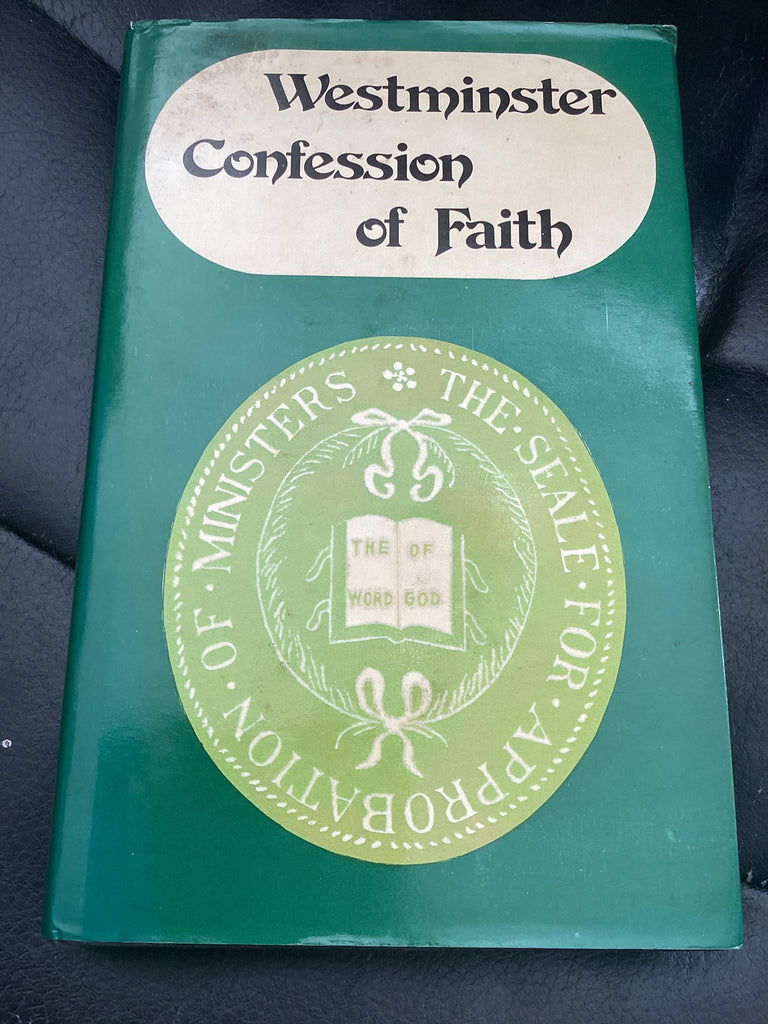 Westminster
Confession
of Faith
THE · SEALE · FOR · APPROBATION · OF · MINISTERS
THE OF
WORD GOD